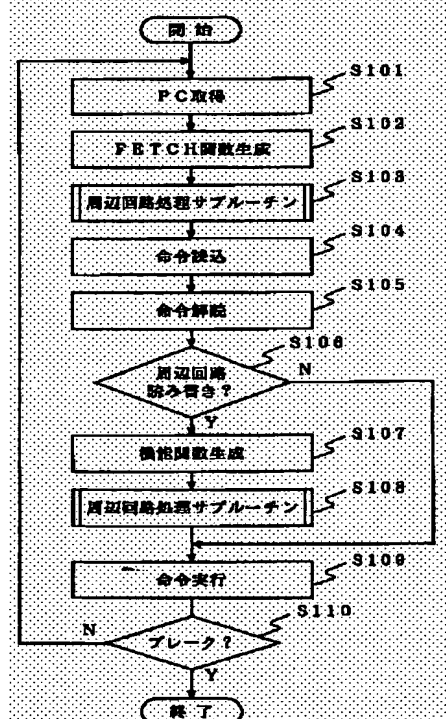 開始
S101
PC取得
S102
FETCH関数生成
S103
周辺回路処理サブルーチン
S104
命令読込
S105
命令解読
S106
周辺回路
読み書き?
N
Y
S107
機能関数生成
S108
周辺回路処理サブルーチン
S109
命令実行
S110
N
ブレーク?
Y
終了